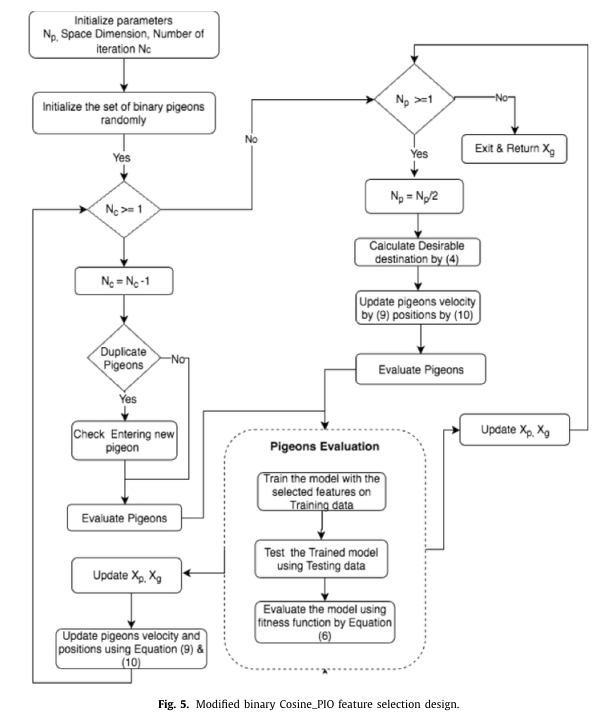 Initialize parameters
Np, Space Dimension, Number of
iteration Nc
Initialize the set of binary pigeons
randomly
Yes
Nc >= 1
No
Nc = Nc -1
Duplicate
Pigeons
No
Yes
Check Entering new
pigeon
Evaluate Pigeons
Update Xp, Xg
Update pigeons velocity and
positions using Equation (9) &
(10)
Np >=1
No
Exit & Return Xg
Yes
Np = Np/2
Calculate Desirable
destination by (4)
Update pigeons velocity
by (9) positions by (10)
Evaluate Pigeons
Pigeons Evaluation
Train the model with the
selected features on
Training data
Test the Trained model
using Testing data
Evaluate the model using
fitness function by Equation
(6)
Update Xp, Xg
Fig. 5. Modified binary Cosine_PIO feature selection design.